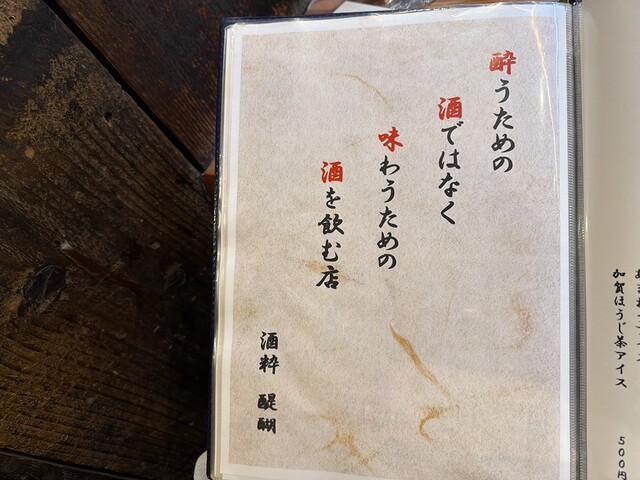 酔うための
酒ではなく
味わうための
酒を飲む店
酒粋 醍醐
加賀ほうじ茶アイス
500円